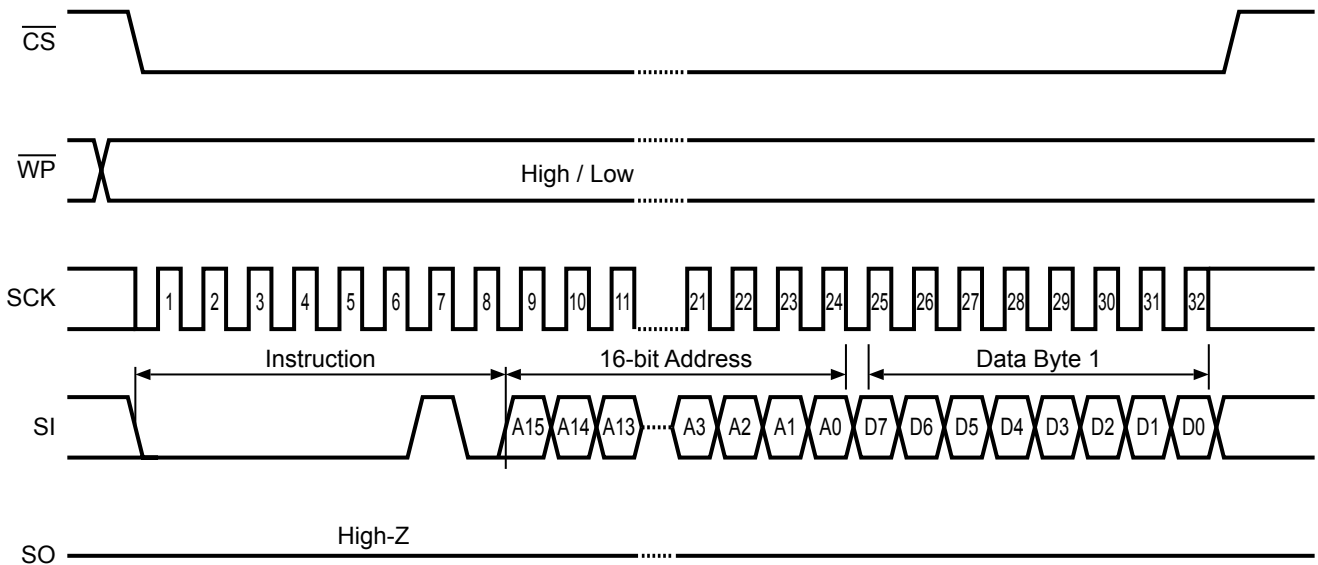 CS
WP
High / Low
SCK
1 2 3 4 5 6 7 8 9 10 11 21 22 23 24 25 26 27 28 29 30 31 32
Instruction 16-bit Address Data Byte 1
SI
A15 A14 A13 A3 A2 A1 A0 D7 D6 D5 D4 D3 D2 D1 D0
High-Z
SO